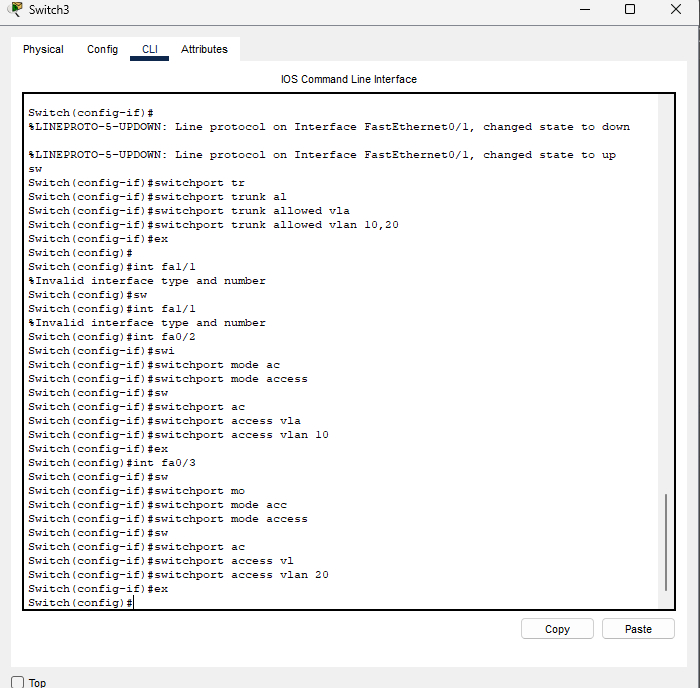 Switch3
Physical Config CLI Attributes
IOS Command Line Interface
Switch(config-if)#
%LINEPROTO-5-UPDOWN: Line protocol on Interface FastEthernet0/1, changed state to down
%LINEPROTO-5-UPDOWN: Line protocol on Interface FastEthernet0/1, changed state to up
sw
Switch(config-if)#switchport tr
Switch(config-if)#switchport trunk al
Switch(config-if)#switchport trunk allowed vla
Switch(config-if)#switchport trunk allowed vlan 10,20
Switch(config-if)#ex
Switch(config)#
Switch(config)#int fa1/1
%Invalid interface type and number
Switch(config)#sw
Switch(config)#int fa1/1
%Invalid interface type and number
Switch(config)#int fa0/2
Switch(config-if)#swi
Switch(config-if)#switchport mode ac
Switch(config-if)#switchport mode access
Switch(config-if)#sw
Switch(config-if)#switchport ac
Switch(config-if)#switchport access vla
Switch(config-if)#switchport access vlan 10
Switch(config-if)#ex
Switch(config)#int fa0/3
Switch(config-if)#sw
Switch(config-if)#switchport mo
Switch(config-if)#switchport mode acc
Switch(config-if)#switchport mode access
Switch(config-if)#sw
Switch(config-if)#switchport ac
Switch(config-if)#switchport access vl
Switch(config-if)#switchport access vlan 20
Switch(config-if)#ex
Switch(config)#
Copy Paste
Top